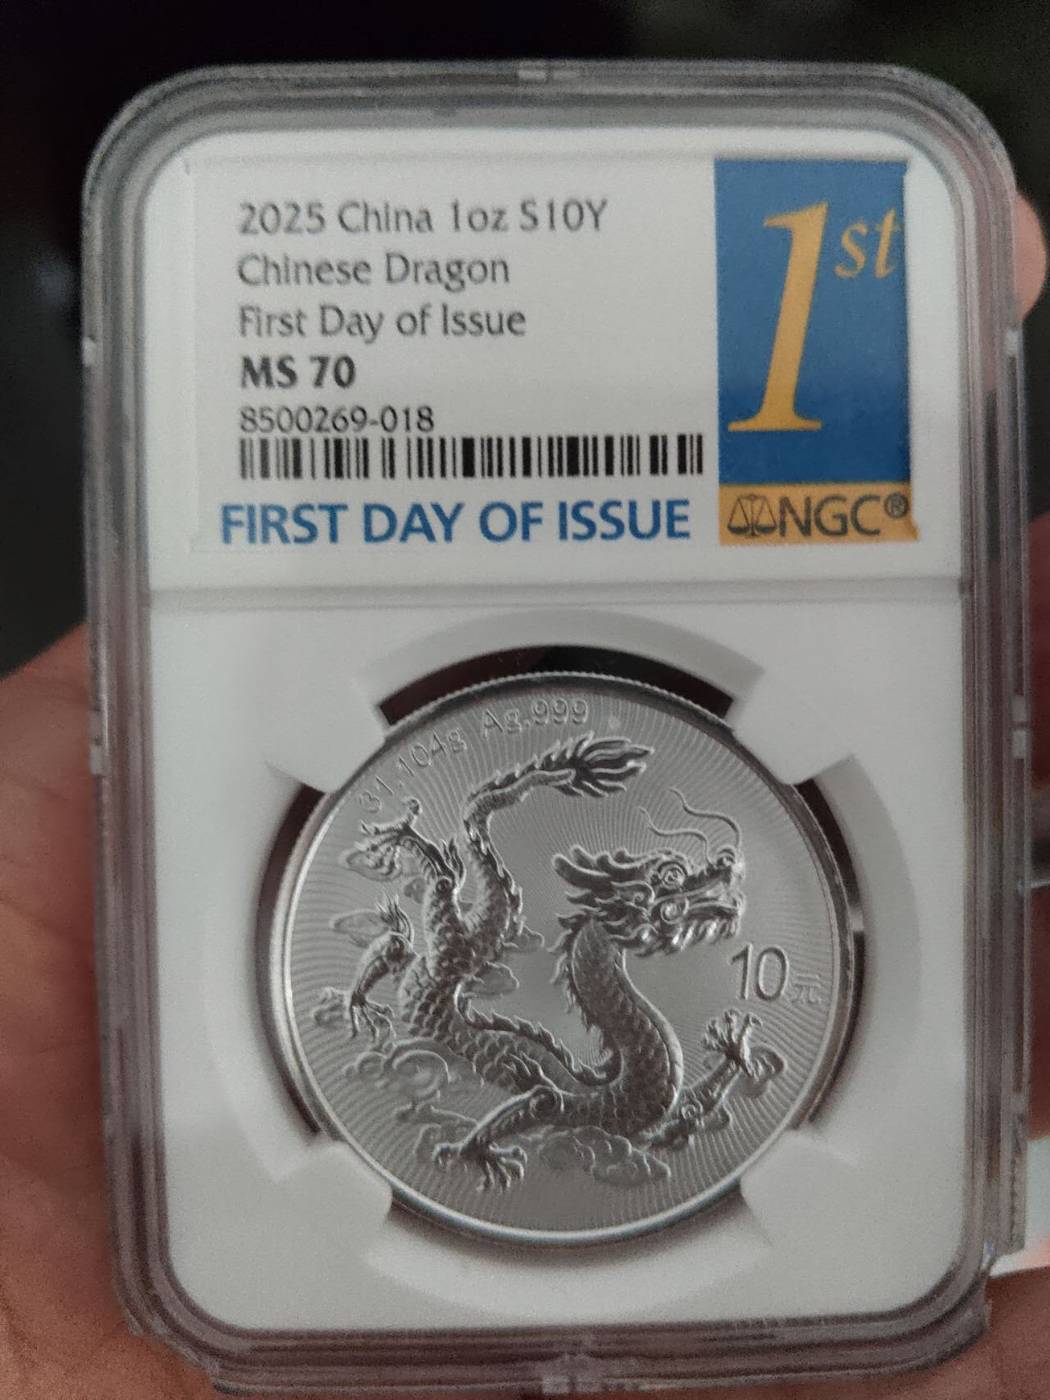 2025 China 1oz S10Y
Chinese Dragon
First Day of Issue
MS 70
8500269-018
FIRST DAY OF ISSUE
1st
NGC®
31.104g Ag.999
10元